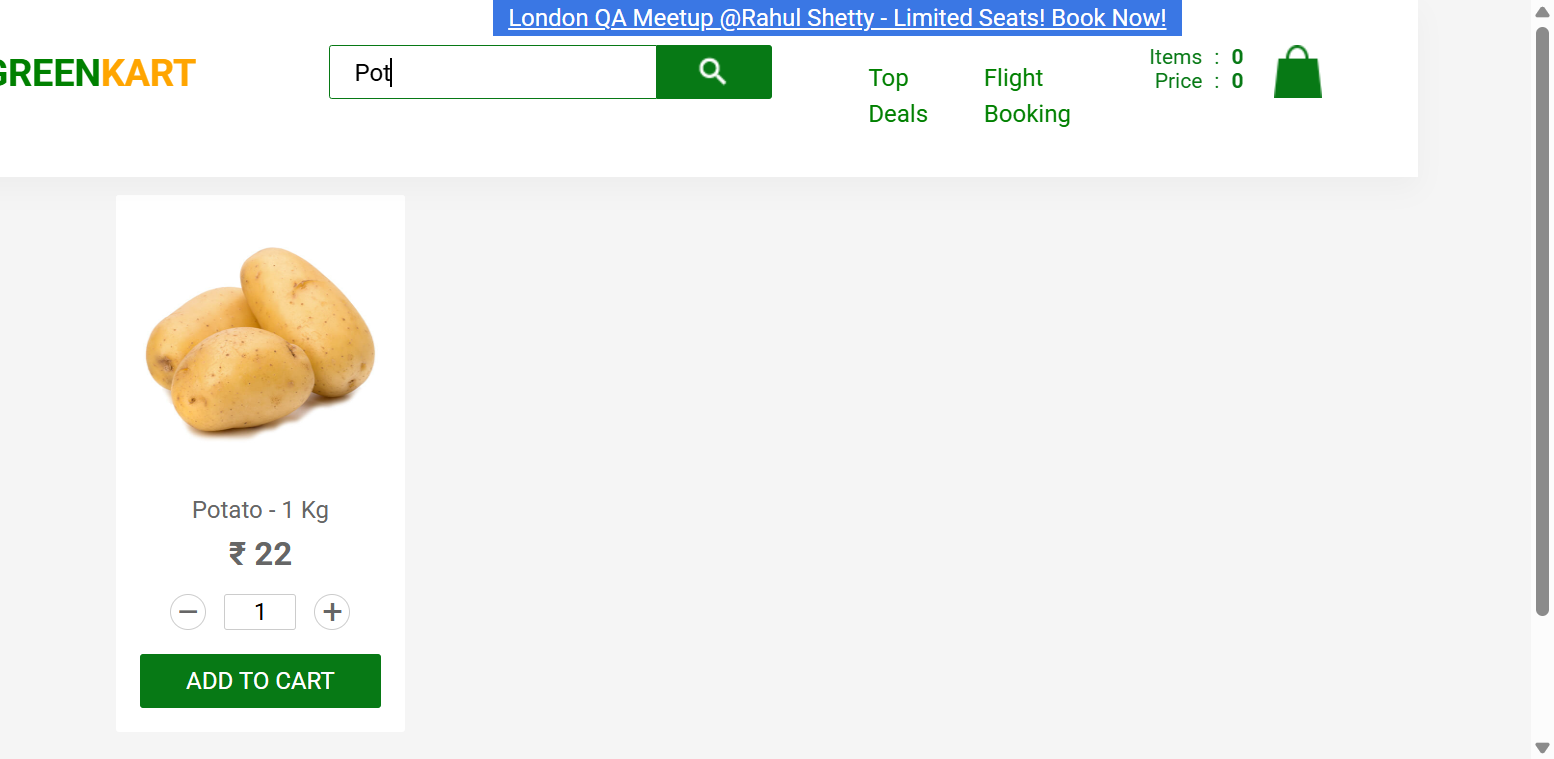 London QA Meetup @Rahul Shetty - Limited Seats! Book Now!
GREENKART
Pot
Top Deals
Flight Booking
Items : 0
Price : 0
Potato - 1 Kg
₹ 22
− 1 +
ADD TO CART